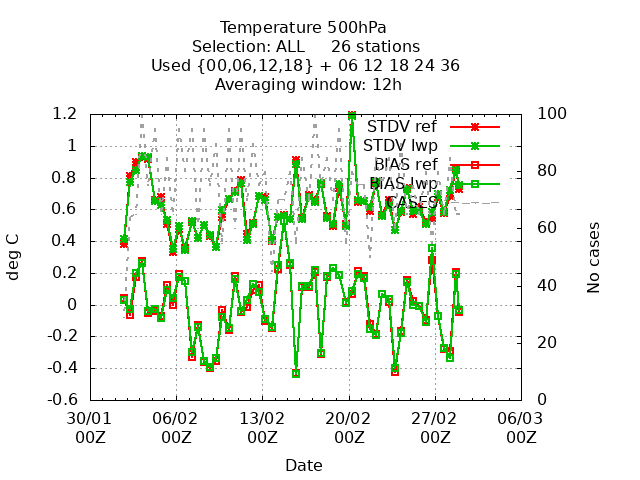 Temperature 500hPa
Selection: ALL     26 stations
Used {00,06,12,18} + 06 12 18 24 36
Averaging window: 12h
1.2
1
0.8
0.6
0.4
0.2
0
-0.2
-0.4
-0.6
deg C
100
80
60
40
20
0
No cases
STDV ref
STDV lwp
BIAS ref
BIAS lwp
CASES
30/01 06/02 13/02 20/02 27/02 06/03
00Z 00Z 00Z 00Z 00Z 00Z
Date